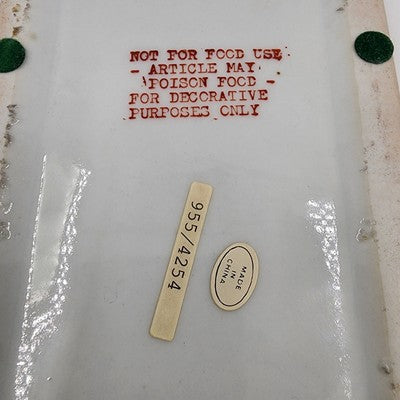 NOT FOR FOOD USE
- ARTICLE MAY
POISON FOOD -
FOR DECORATIVE
PURPOSES ONLY
955/4254
MADE
IN
CHINA